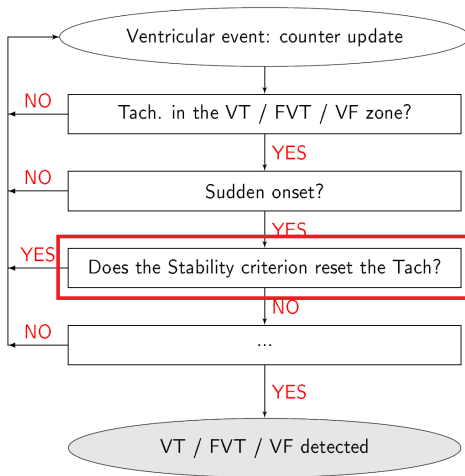 Ventricular event: counter update
NO
Tach. in the VT / FVT / VF zone?
YES
NO
Sudden onset?
YES
YES
Does the Stability criterion reset the Tach?
NO
NO
...
YES
VT / FVT / VF detected